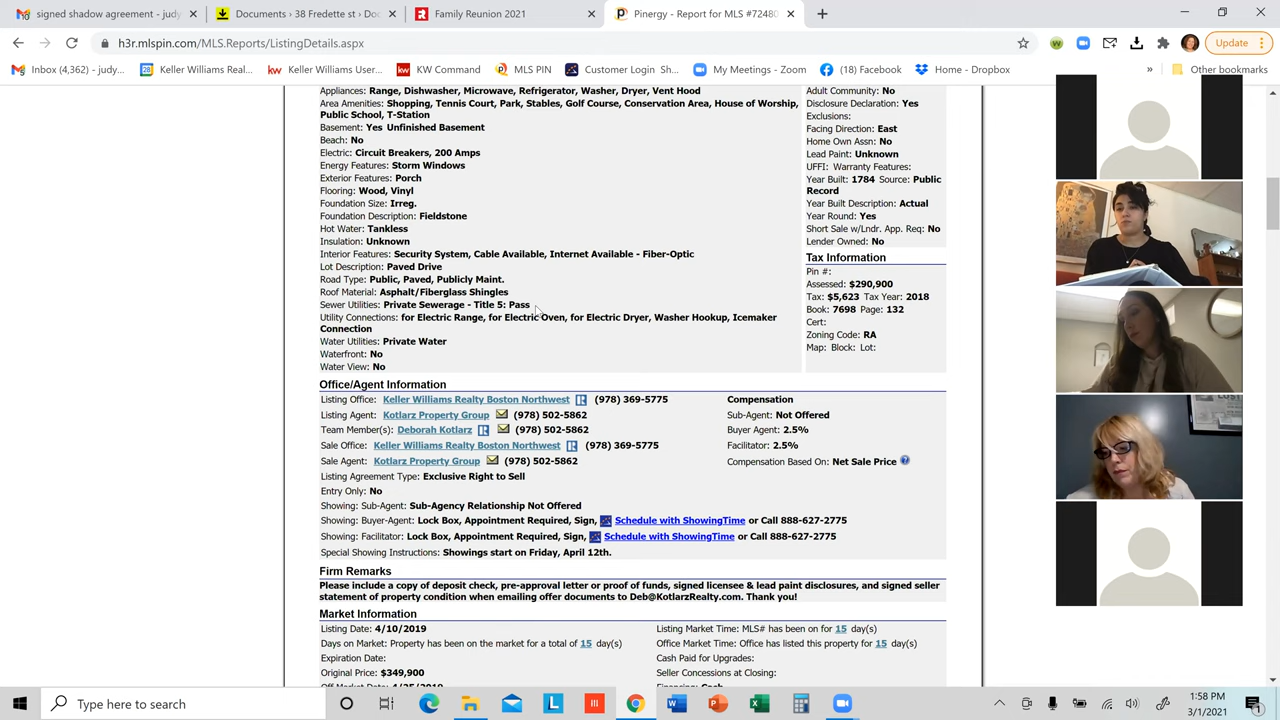 signed shadow agreement - judy
Documents › 38 Fredette st › Doc
Family Reunion 2021
Pinergy - Report for MLS #72480
h3r.mlspin.com/MLS.Reports/ListingDetails.aspx
Update
Inbox (4,362) - judy...
Keller Williams Real...
Keller Williams User...
KW Command
MLS PIN
Customer Login Sh...
My Meetings - Zoom
(18) Facebook
Home - Dropbox
»
Other bookmarks
Appliances: Range, Dishwasher, Microwave, Refrigerator, Washer, Dryer, Vent Hood
Area Amenities: Shopping, Tennis Court, Park, Stables, Golf Course, Conservation Area, House of Worship,
Public School, T-Station
Basement: Yes Unfinished Basement
Beach: No
Electric: Circuit Breakers, 200 Amps
Energy Features: Storm Windows
Exterior Features: Porch
Flooring: Wood, Vinyl
Foundation Size: Irreg.
Foundation Description: Fieldstone
Hot Water: Tankless
Insulation: Unknown
Interior Features: Security System, Cable Available, Internet Available - Fiber-Optic
Lot Description: Paved Drive
Road Type: Public, Paved, Publicly Maint.
Roof Material: Asphalt/Fiberglass Shingles
Sewer Utilities: Private Sewerage - Title 5: Pass
Utility Connections: for Electric Range, for Electric Oven, for Electric Dryer, Washer Hookup, Icemaker
Connection
Water Utilities: Private Water
Waterfront: No
Water View: No
Adult Community: No
Disclosure Declaration: Yes
Exclusions:
Facing Direction: East
Home Own Assn: No
Lead Paint: Unknown
UFFI: Warranty Features:
Year Built: 1784 Source: Public
Record
Year Built Description: Actual
Year Round: Yes
Short Sale w/Lndr. App. Req: No
Lender Owned: No
Tax Information
Pin #:
Assessed: $290,900
Tax: $5,623 Tax Year: 2018
Book: 7698 Page: 132
Cert:
Zoning Code: RA
Map: Block: Lot:
Office/Agent Information
Listing Office: Keller Williams Realty Boston Northwest (978) 369-5775
Listing Agent: Kotlarz Property Group (978) 502-5862
Team Member(s): Deborah Kotlarz (978) 502-5862
Sale Office: Keller Williams Realty Boston Northwest (978) 369-5775
Sale Agent: Kotlarz Property Group (978) 502-5862
Listing Agreement Type: Exclusive Right to Sell
Entry Only: No
Showing: Sub-Agent: Sub-Agency Relationship Not Offered
Showing: Buyer-Agent: Lock Box, Appointment Required, Sign, Schedule with ShowingTime or Call 888-627-2775
Showing: Facilitator: Lock Box, Appointment Required, Sign, Schedule with ShowingTime or Call 888-627-2775
Special Showing Instructions: Showings start on Friday, April 12th.
Compensation
Sub-Agent: Not Offered
Buyer Agent: 2.5%
Facilitator: 2.5%
Compensation Based On: Net Sale Price
Firm Remarks
Please include a copy of deposit check, pre-approval letter or proof of funds, signed licensee & lead paint disclosures, and signed seller
statement of property condition when emailing offer documents to Deb@KotlarzRealty.com. Thank you!
Market Information
Listing Date: 4/10/2019
Days on Market: Property has been on the market for a total of 15 day(s)
Expiration Date:
Original Price: $349,900
Listing Market Time: MLS# has been on for 15 day(s)
Office Market Time: Office has listed this property for 15 day(s)
Cash Paid for Upgrades:
Seller Concessions at Closing:
Type here to search
1:58 PM
3/1/2021